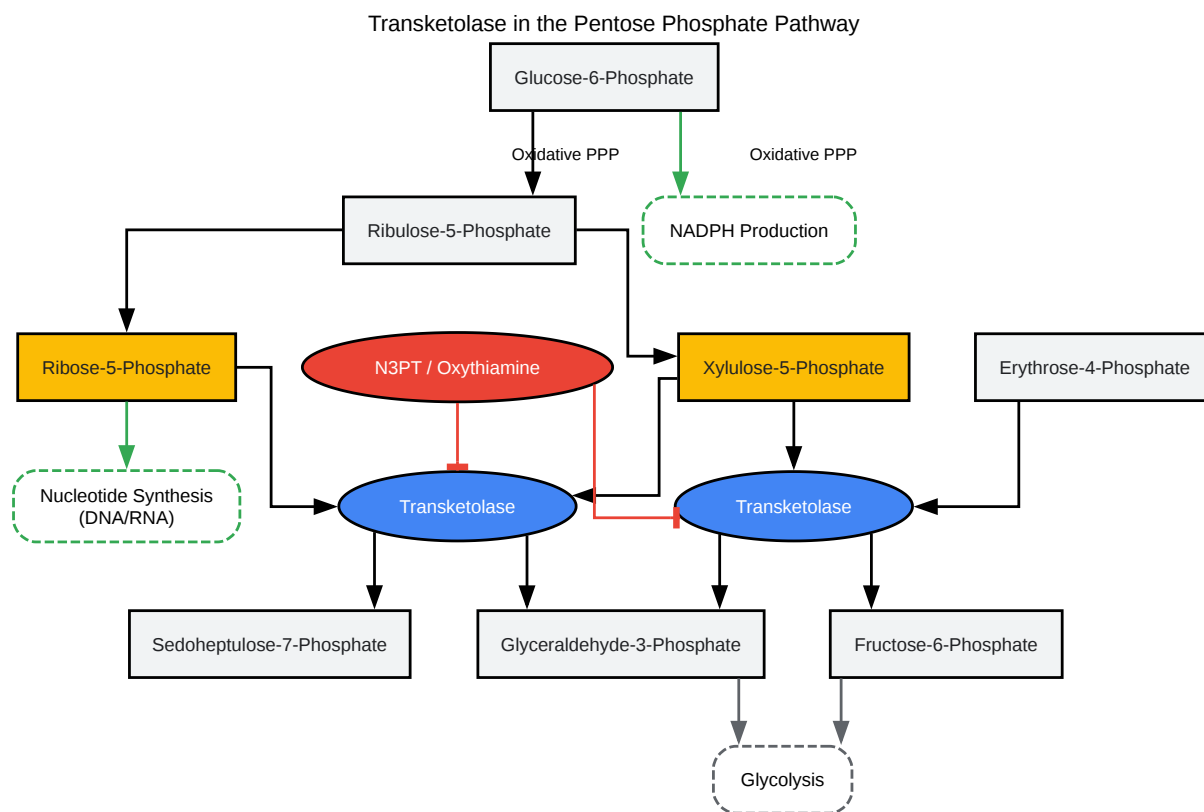 Transketolase in the Pentose Phosphate Pathway
Glucose-6-Phosphate
Oxidative PPP
Oxidative PPP
Ribulose-5-Phosphate
NADPH Production
Ribose-5-Phosphate
N3PT / Oxythiamine
Xylulose-5-Phosphate
Erythrose-4-Phosphate
Nucleotide Synthesis
(DNA/RNA)
Transketolase
Transketolase
Sedoheptulose-7-Phosphate
Glyceraldehyde-3-Phosphate
Fructose-6-Phosphate
Glycolysis